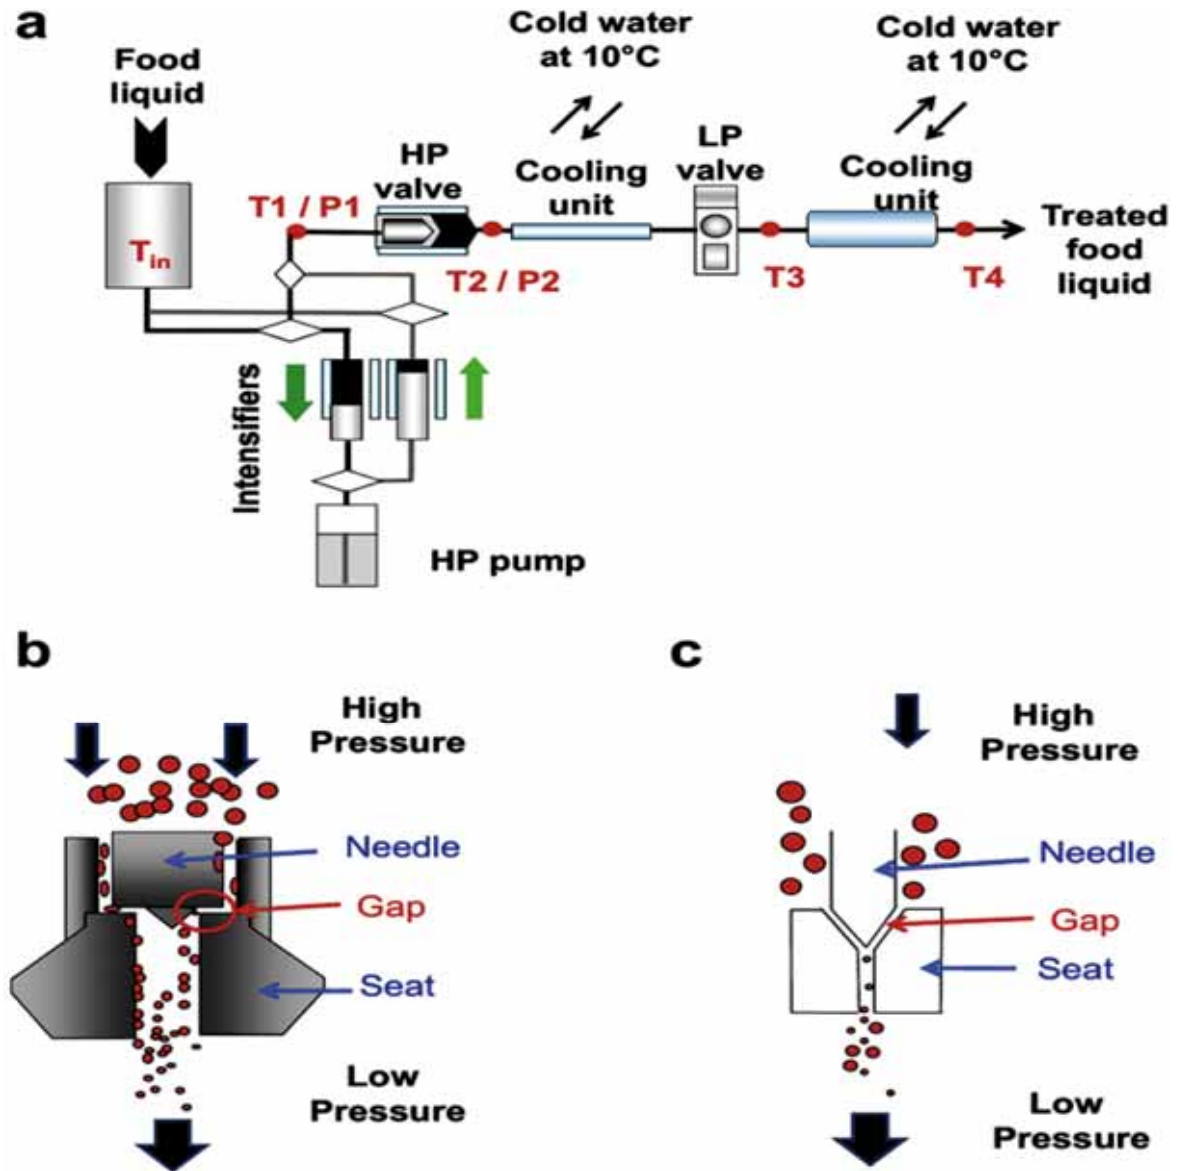 a
Food
liquid
Cold water
at 10°C
Cold water
at 10°C
HP
valve
Cooling
unit
LP
valve
Cooling
unit
T1 / P1
Tin
T2 / P2
T3
T4
Treated
food
liquid
Intensifiers
HP pump
b
High
Pressure
Needle
Gap
Seat
Low
Pressure
c
High
Pressure
Needle
Gap
Seat
Low
Pressure